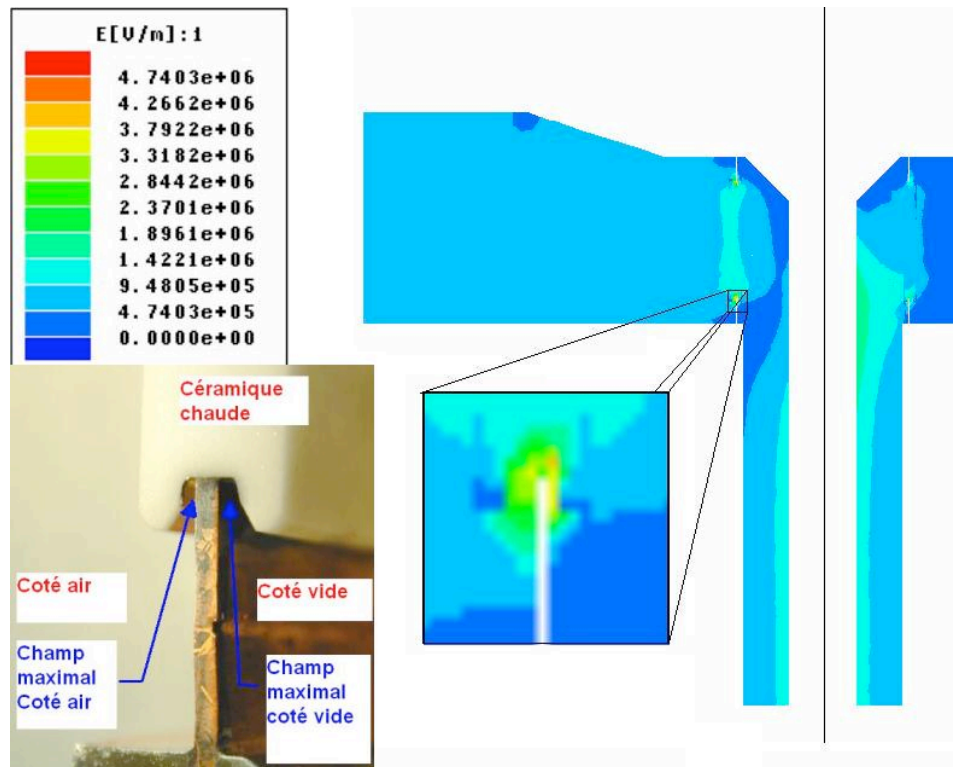 E[V/m]:1
4.7403e+06
4.2662e+06
3.7922e+06
3.3182e+06
2.8442e+06
2.3701e+06
1.8961e+06
1.4221e+06
9.4805e+05
4.7403e+05
0.0000e+00
Céramique
chaude
Coté air
Coté vide
Champ
maximal
Coté air
Champ
maximal
coté vide